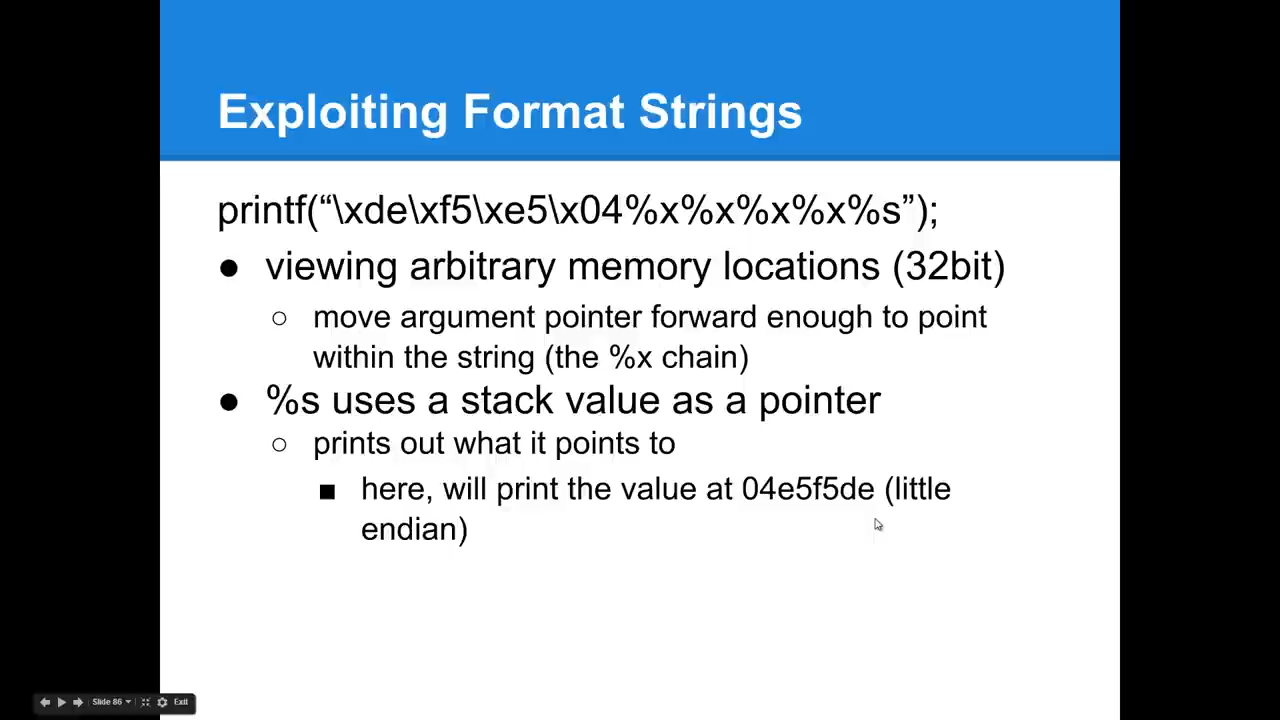 Exploiting Format Strings
printf(“\xde\xf5\xe5\x04%x%x%x%x%s”);
● viewing arbitrary memory locations (32bit)
○ move argument pointer forward enough to point
within the string (the %x chain)
● %s uses a stack value as a pointer
○ prints out what it points to
■ here, will print the value at 04e5f5de (little
endian)
Slide 86 Exit